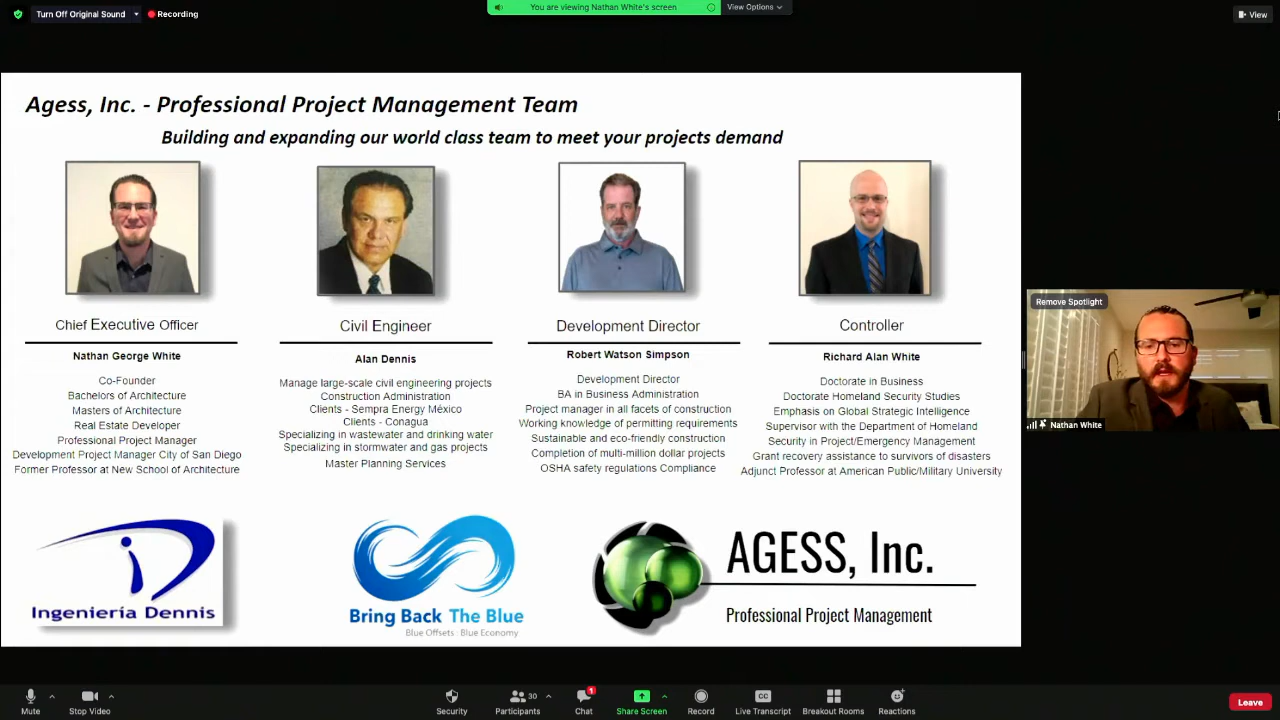 Turn Off Original Sound
Recording
You are viewing Nathan White's screen
View Options
View
Agess, Inc. - Professional Project Management Team
Building and expanding our world class team to meet your projects demand
Chief Executive Officer
Nathan George White
Co-Founder
Bachelors of Architecture
Masters of Architecture
Real Estate Developer
Professional Project Manager
Development Project Manager City of San Diego
Former Professor at New School of Architecture
Civil Engineer
Alan Dennis
Manage large-scale civil engineering projects
Construction Administration
Clients - Sempra Energy México
Clients - Conagua
Specializing in wastewater and drinking water
Specializing in stormwater and gas projects
Master Planning Services
Development Director
Robert Watson Simpson
Development Director
BA in Business Administration
Project manager in all facets of construction
Working knowledge of permitting requirements
Sustainable and eco-friendly construction
Completion of multi-million dollar projects
OSHA safety regulations Compliance
Controller
Richard Alan White
Doctorate in Business
Doctorate Homeland Security Studies
Emphasis on Global Strategic Intelligence
Supervisor with the Department of Homeland
Security in Project/Emergency Management
Grant recovery assistance to survivors of disasters
Adjunct Professor at American Public/Military University
Ingeniería Dennis
Bring Back The Blue
Blue Offsets : Blue Economy
AGESS, Inc.
Professional Project Management
Remove Spotlight
Nathan White
Mute
Stop Video
Security
30
Participants
1
Chat
Share Screen
Record
CC
Live Transcript
Breakout Rooms
Reactions
Leave